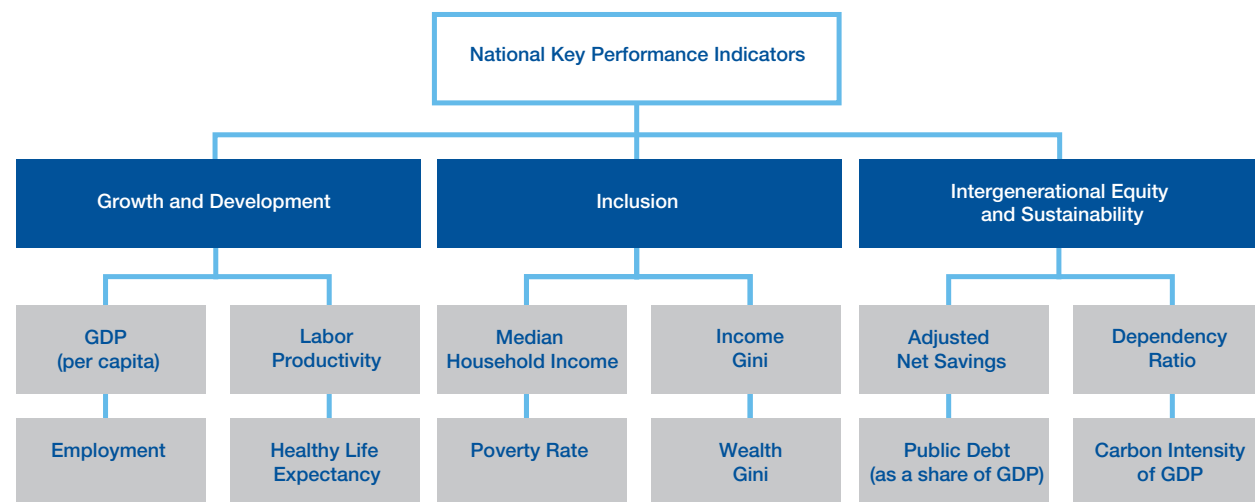 National Key Performance Indicators
Growth and Development
Inclusion
Intergenerational Equity
and Sustainability
GDP
(per capita)
Labor
Productivity
Median
Household Income
Income
Gini
Adjusted
Net Savings
Dependency
Ratio
Employment
Healthy Life
Expectancy
Poverty Rate
Wealth
Gini
Public Debt
(as a share of GDP)
Carbon Intensity
of GDP